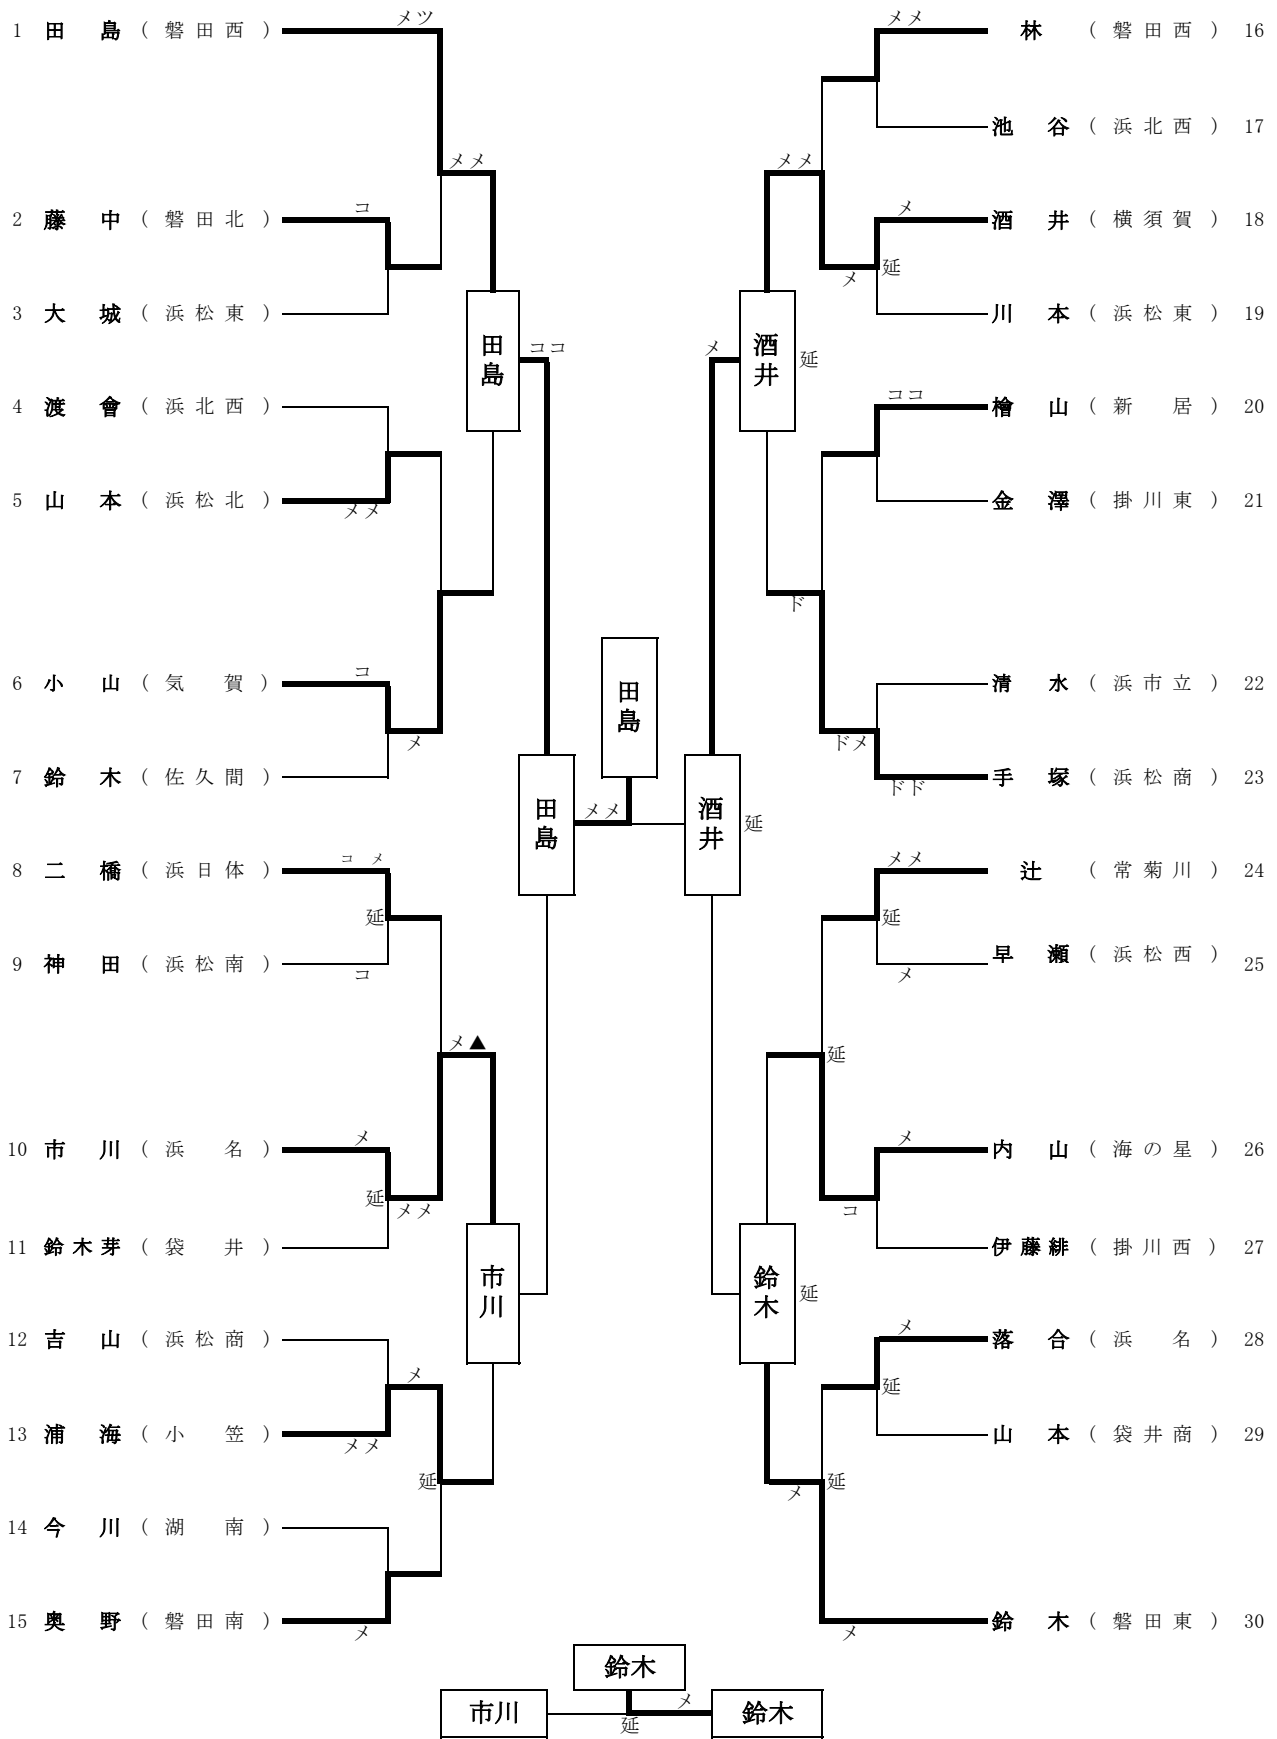 1 田島 (磐田西) メツ
メメ
2 藤中 (磐田北) コ
3 大城 (浜松東)
田島 ココ
4 渡會 (浜北西)
5 山本 (浜松北) メメ
6 小山 (気賀) コ
メ
7 鈴木 (佐久間)
田島
田島 メメ
8 二橋 (浜日体) コメ
延
9 神田 (浜松南) コ
メ▲
10 市川 (浜名) メ
延 メメ
11 鈴木芽 (袋井)
市川
12 吉山 (浜松商)
メ
13 浦海 (小笠) メメ
延
14 今川 (湖南)
15 奥野 (磐田南) メ
メメ 林 (磐田西) 16
池谷 (浜北西) 17
メメ
メ 酒井 (横須賀) 18
メ 延
川本 (浜松東) 19
メ 酒井 延
ココ 檜山 (新居) 20
金澤 (掛川東) 21
ド
清水 (浜市立) 22
ドメ
ドド 手塚 (浜松商) 23
酒井 延
メメ 辻 (常菊川) 24
延
メ 早瀬 (浜松西) 25
延
メ 内山 (海の星) 26
コ
伊藤緋 (掛川西) 27
鈴木 延
メ 落合 (浜名) 28
延
山本 (袋井商) 29
メ 延
メ 鈴木 (磐田東) 30
鈴木
市川 延 メ 鈴木